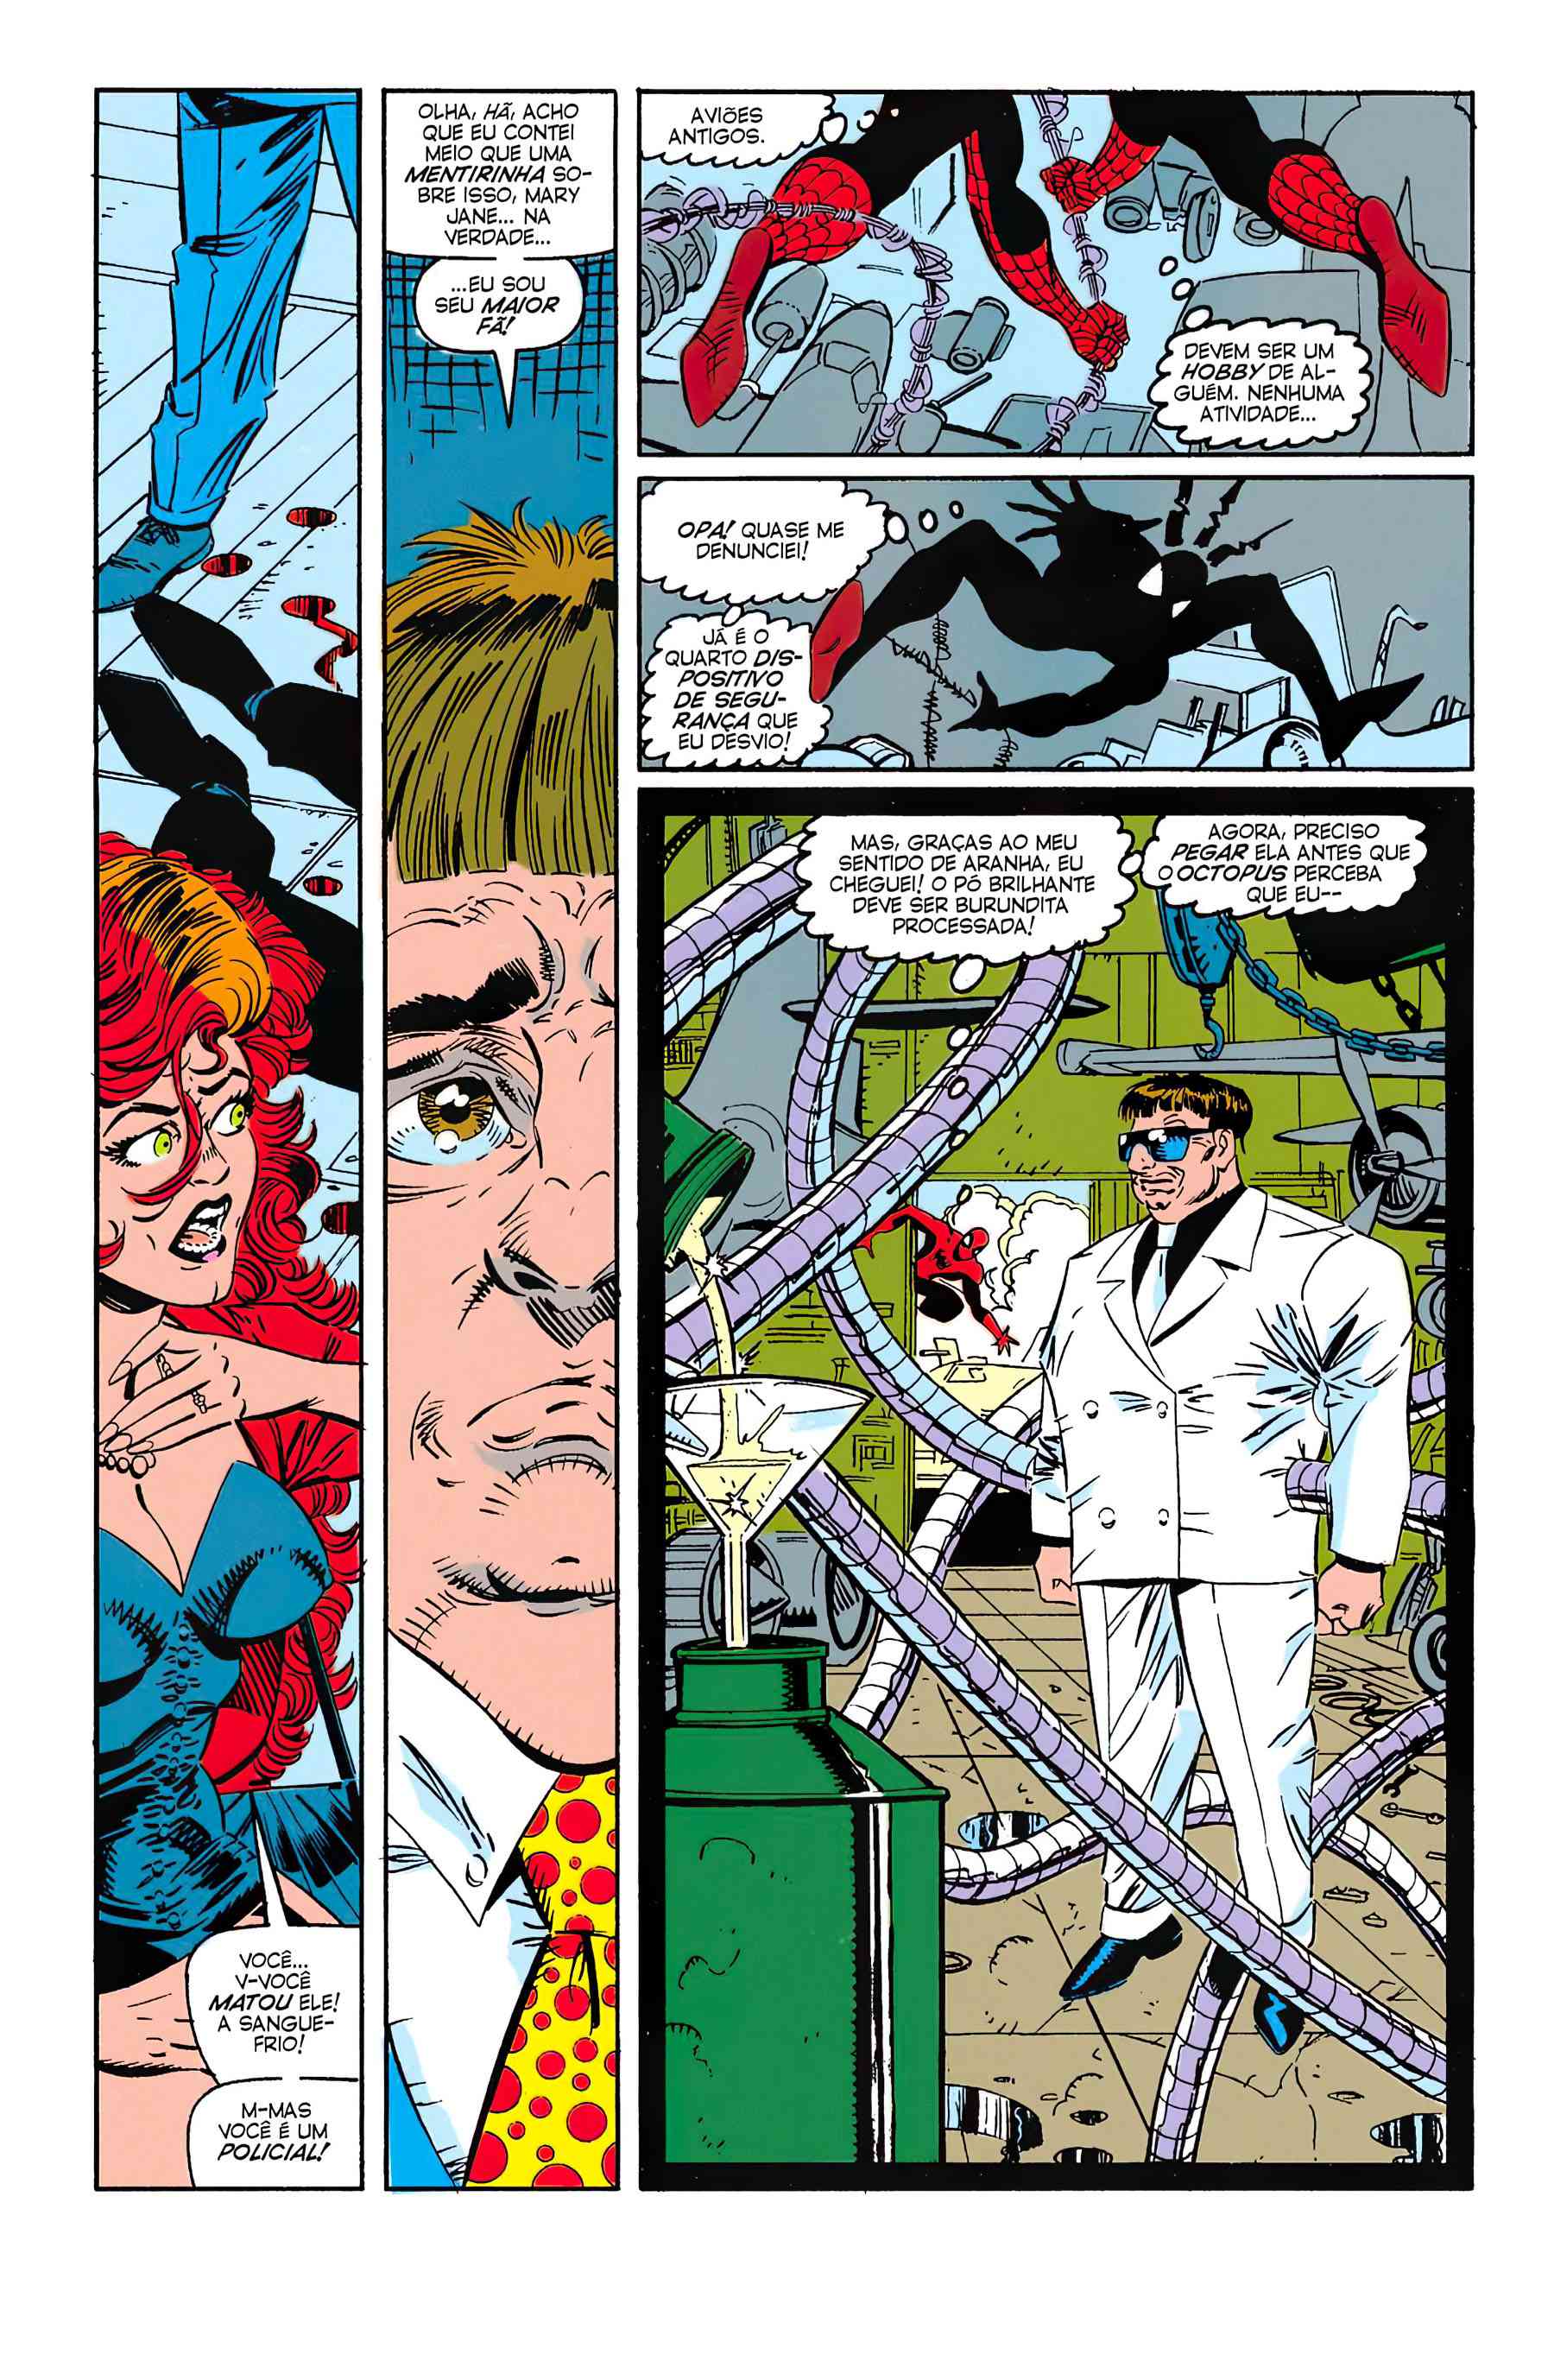 VOCÊ...
V-VOCÊ
MATOU ELE!
A SANGUE-
FRIO!
M-MAS
VOCÊ É UM
POLICIAL!
OLHA, HÃ, ACHO
QUE EU CONTEI
MEIO QUE UMA
MENTIRINHA SO-
BRE ISSO, MARY
JANE... NA
VERDADE...
...EU SOU
SEU MAIOR
FÃ!
AVIÕES
ANTIGOS.
DEVEM SER UM
HOBBY DE AL-
GUÉM. NENHUMA
ATIVIDADE...
OPA! QUASE ME
DENUNCIEI!
JÁ É O
QUARTO DIS-
POSITIVO
DE SEGU-
RANÇA QUE
EU DESVIO!
MAS, GRAÇAS AO MEU
SENTIDO DE ARANHA, EU
CHEGUEI! O PÓ BRILHANTE
DEVE SER BURUNDITA
PROCESSADA!
AGORA, PRECISO
PEGAR ELA ANTES QUE
O OCTOPUS PERCEBA
QUE EU--